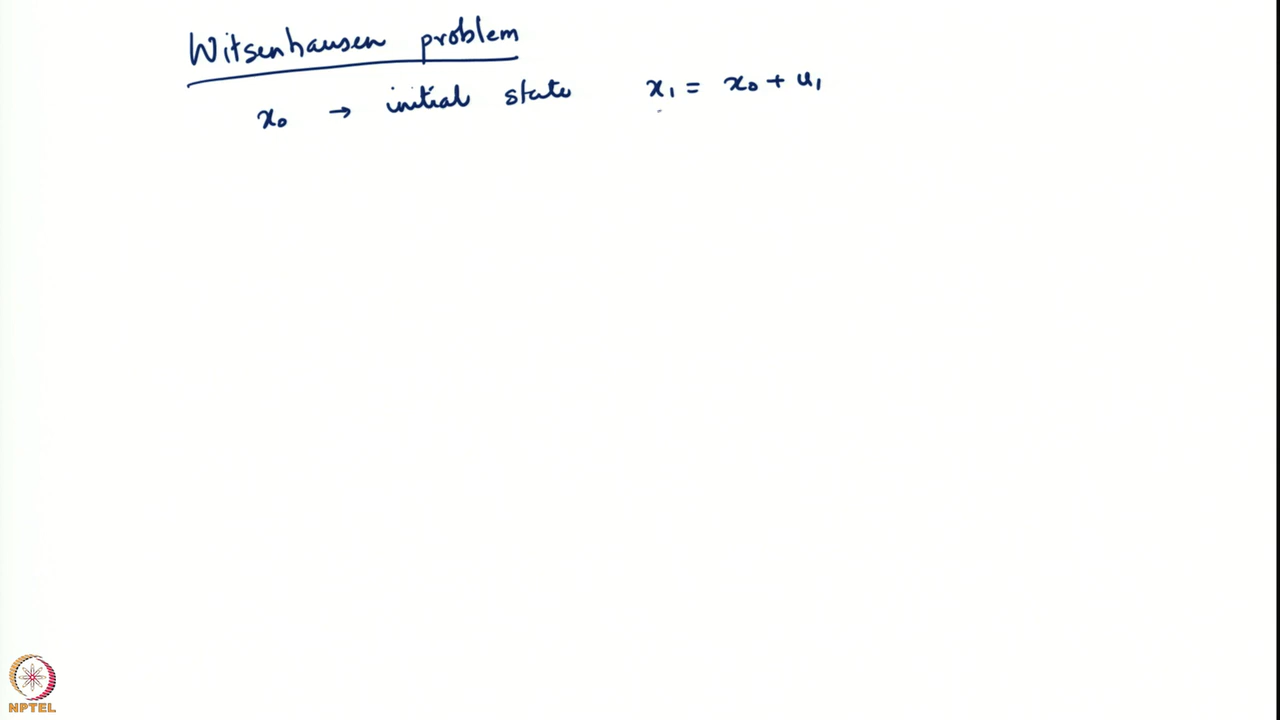 Witsenhausen problem
x₀ → initial state x₁ = x₀ + u₁
NPTEL